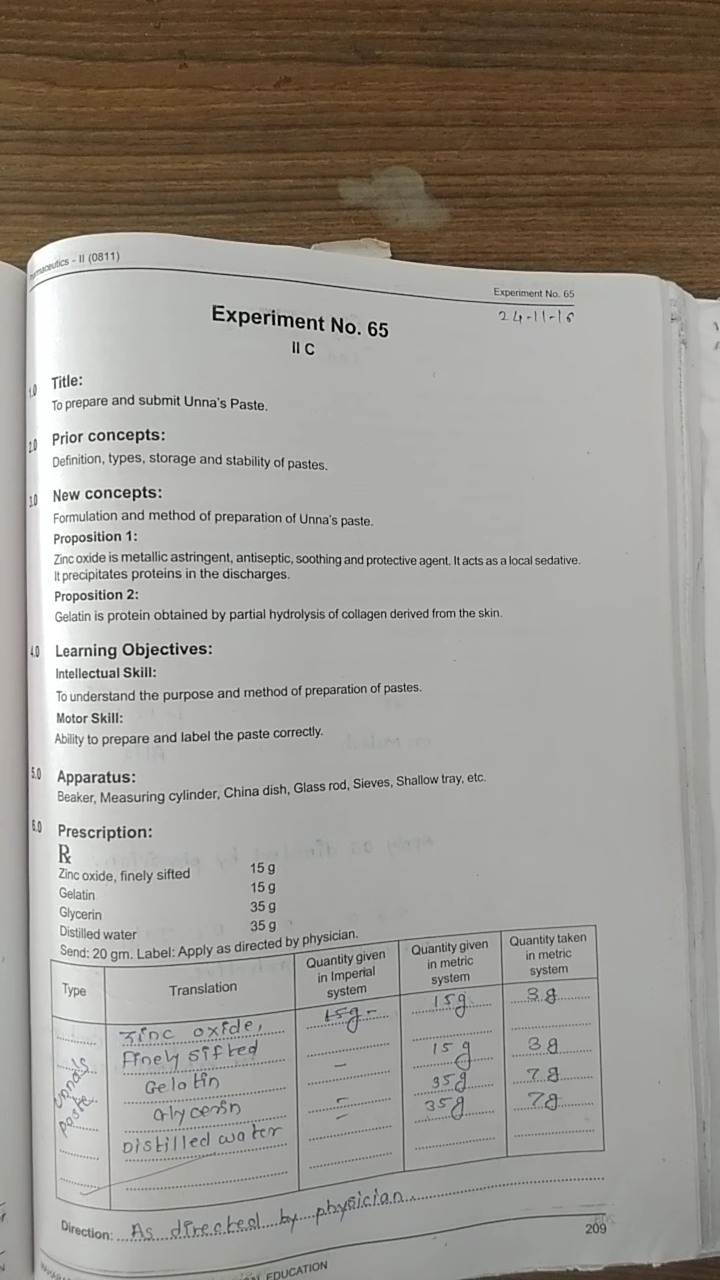 Pharmaceutics - II (0811)
Experiment No. 65
24-11-18
Experiment No. 65
II C
1.0 Title:
To prepare and submit Unna's Paste.
2.0 Prior concepts:
Definition, types, storage and stability of pastes.
3.0 New concepts:
Formulation and method of preparation of Unna's paste.
Proposition 1:
Zinc oxide is metallic astringent, antiseptic, soothing and protective agent. It acts as a local sedative.
It precipitates proteins in the discharges.
Proposition 2:
Gelatin is protein obtained by partial hydrolysis of collagen derived from the skin.
4.0 Learning Objectives:
Intellectual Skill:
To understand the purpose and method of preparation of pastes.
Motor Skill:
Ability to prepare and label the paste correctly.
5.0 Apparatus:
Beaker, Measuring cylinder, China dish, Glass rod, Sieves, Shallow tray, etc.
6.0 Prescription:
℞
Zinc oxide, finely sifted 15 g
Gelatin 15 g
Glycerin 35 g
Distilled water 35 g
Send: 20 gm. Label: Apply as directed by physician.
Type Translation Quantity given in Imperial system Quantity given in metric system Quantity taken in metric system
Unna's paste
Zinc oxide, 15g - 15g 3g
Finely sifted
Gelatin - 15g 3g
Glycerin - 35g 7g
Distilled water - 35g 7g
Direction: As directed by physician
209
EDUCATION